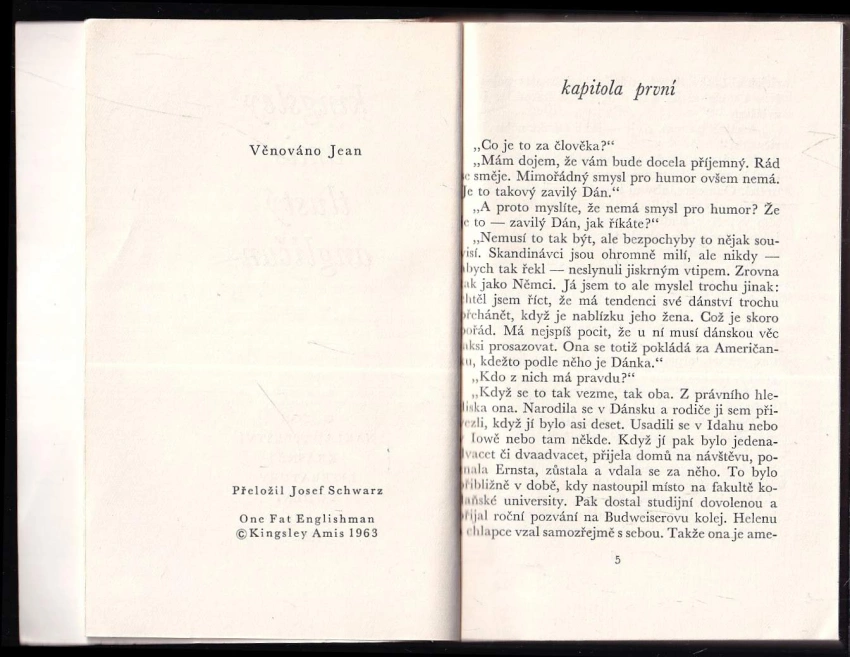 Věnováno Jean
Přeložil Josef Schwarz
One Fat Englishman
© Kingsley Amis 1963
kapitola první
„Co je to za člověka?“
„Mám dojem, že vám bude docela příjemný. Rád
se směje. Mimořádný smysl pro humor ovšem nemá.
Je to takový zavilý Dán.“
„A proto myslíte, že nemá smysl pro humor? Že
je to — zavilý Dán, jak říkáte?“
„Nemusí to tak být, ale bezpochyby to nějak sou-
visí. Skandinávci jsou ohromně milí, ale nikdy —
abych tak řekl — neslynuli jiskrným vtipem. Zrovna
tak jako Němci. Já jsem to ale myslel trochu jinak:
chtěl jsem říct, že má tendenci své dánství trochu
přehánět, když je nablízku jeho žena. Což je skoro
pořád. Má nejspíš pocit, že u ní musí dánskou věc
jaksi prosazovat. Ona se totiž pokládá za Američan-
ku, kdežto podle něho je Dánka.“
„Kdo z nich má pravdu?“
„Když se to tak vezme, tak oba. Z právního hle-
diska ona. Narodila se v Dánsku a rodiče ji sem při-
vezli, když jí bylo asi deset. Usadili se v Idahu nebo
v Iowě nebo tam někde. Když jí pak bylo jedena-
dvacet či dvaadvacet, přijela domů na návštěvu, po-
znala Ernsta, zůstala a vdala se za něho. To bylo
přibližně v době, kdy nastoupil místo na fakultě ko-
daňské university. Pak dostal studijní dovolenou a
přijal roční pozvání na Budweiserovu kolej. Helenu
i chlapce vzal samozřejmě s sebou. Takže ona je ame-
5